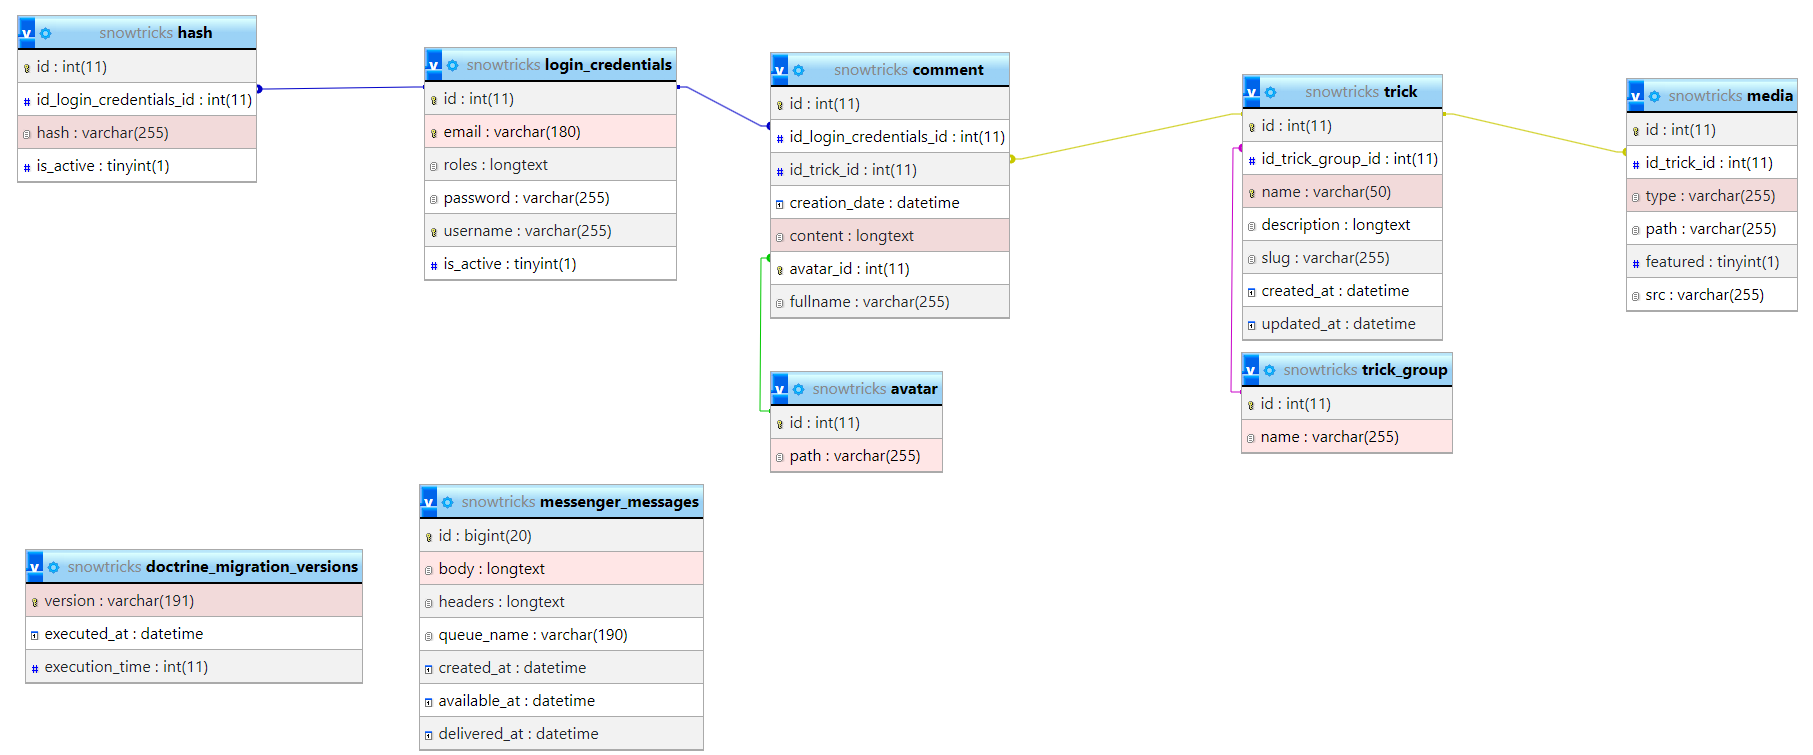 snowtricks hash
id : int(11)
id_login_credentials_id : int(11)
hash : varchar(255)
is_active : tinyint(1)
snowtricks login_credentials
id : int(11)
email : varchar(180)
roles : longtext
password : varchar(255)
username : varchar(255)
is_active : tinyint(1)
snowtricks comment
id : int(11)
id_login_credentials_id : int(11)
id_trick_id : int(11)
creation_date : datetime
content : longtext
avatar_id : int(11)
fullname : varchar(255)
snowtricks trick
id : int(11)
id_trick_group_id : int(11)
name : varchar(50)
description : longtext
slug : varchar(255)
created_at : datetime
updated_at : datetime
snowtricks media
id : int(11)
id_trick_id : int(11)
type : varchar(255)
path : varchar(255)
featured : tinyint(1)
src : varchar(255)
snowtricks avatar
id : int(11)
path : varchar(255)
snowtricks trick_group
id : int(11)
name : varchar(255)
snowtricks doctrine_migration_versions
version : varchar(191)
executed_at : datetime
execution_time : int(11)
snowtricks messenger_messages
id : bigint(20)
body : longtext
headers : longtext
queue_name : varchar(190)
created_at : datetime
available_at : datetime
delivered_at : datetime